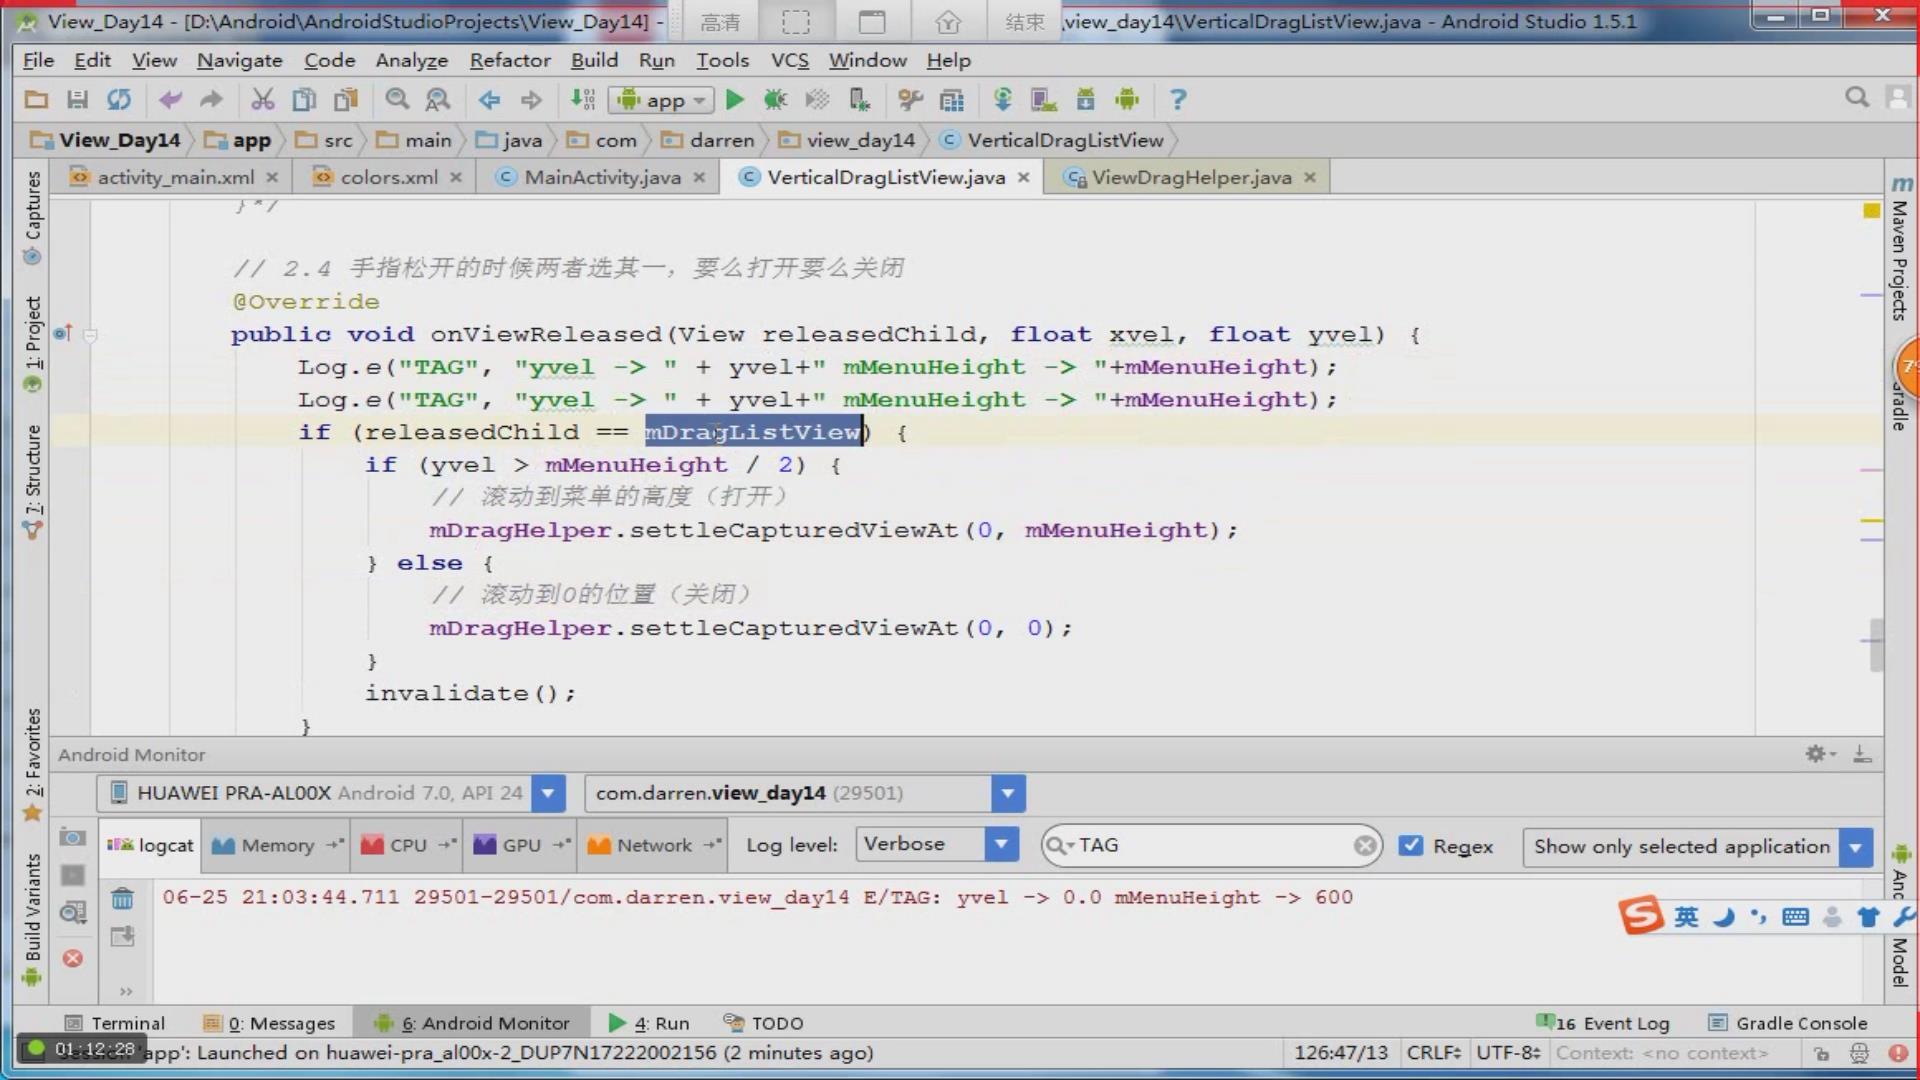 View_Day14 - [D:\Android\AndroidStudioProjects\View_Day14] -
高清
结束
\view_day14\VerticalDragListView.java - Android Studio 1.5.1
File Edit View Navigate Code Analyze Refactor Build Run Tools VCS Window Help
app
View_Day14 app src main java com darren view_day14 VerticalDragListView
activity_main.xml colors.xml MainActivity.java VerticalDragListView.java ViewDragHelper.java
}*/
// 2.4 手指松开的时候两者选其一，要么打开要么关闭
@Override
public void onViewReleased(View releasedChild, float xvel, float yvel) {
Log.e("TAG", "yvel -> " + yvel+" mMenuHeight -> "+mMenuHeight);
Log.e("TAG", "yvel -> " + yvel+" mMenuHeight -> "+mMenuHeight);
if (releasedChild == mDragListView) {
if (yvel > mMenuHeight / 2) {
// 滚动到菜单的高度（打开）
mDragHelper.settleCapturedViewAt(0, mMenuHeight);
} else {
// 滚动到0的位置（关闭）
mDragHelper.settleCapturedViewAt(0, 0);
}
invalidate();
}
Captures
1: Project
7: Structure
2: Favorites
Build Variants
Maven Projects
Gradle
Model
Android Monitor
HUAWEI PRA-AL00X Android 7.0, API 24
com.darren.view_day14 (29501)
logcat Memory CPU GPU Network Log level: Verbose TAG Regex Show only selected application
06-25 21:03:44.711 29501-29501/com.darren.view_day14 E/TAG: yvel -> 0.0 mMenuHeight -> 600
英
Terminal 0: Messages 6: Android Monitor 4: Run TODO 16 Event Log Gradle Console
01:12:28
'app': Launched on huawei-pra_al00x-2_DUP7N17222002156 (2 minutes ago)
126:47/13 CRLF UTF-8 Context: <no context>